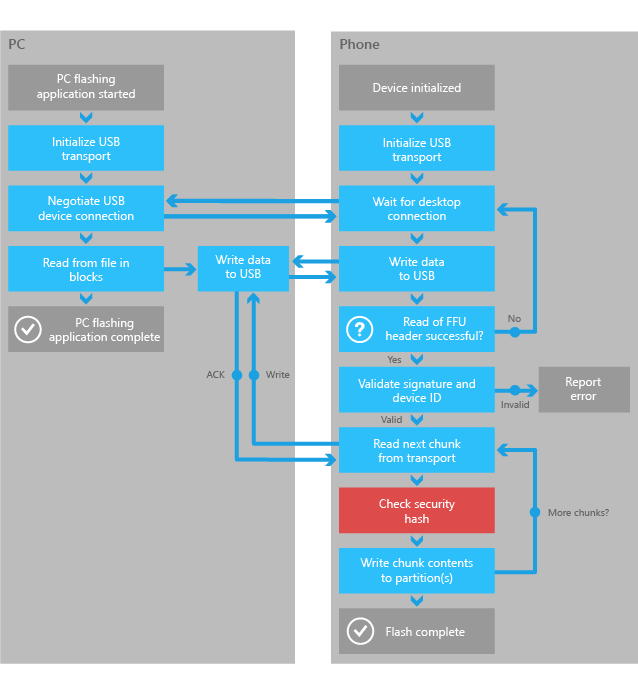 PC
PC flashing
application started
Initialize USB
transport
Negotiate USB
device connection
Read from file in
blocks
Write data
to USB
PC flashing
application complete
ACK
Write
Phone
Device initialized
Initialize USB
transport
Wait for desktop
connection
Write data
to USB
Read of FFU
header successful?
No
Yes
Validate signature and
device ID
Invalid
Report
error
Valid
Read next chunk
from transport
Check security
hash
More chunks?
Write chunk contents
to partition(s)
Flash complete